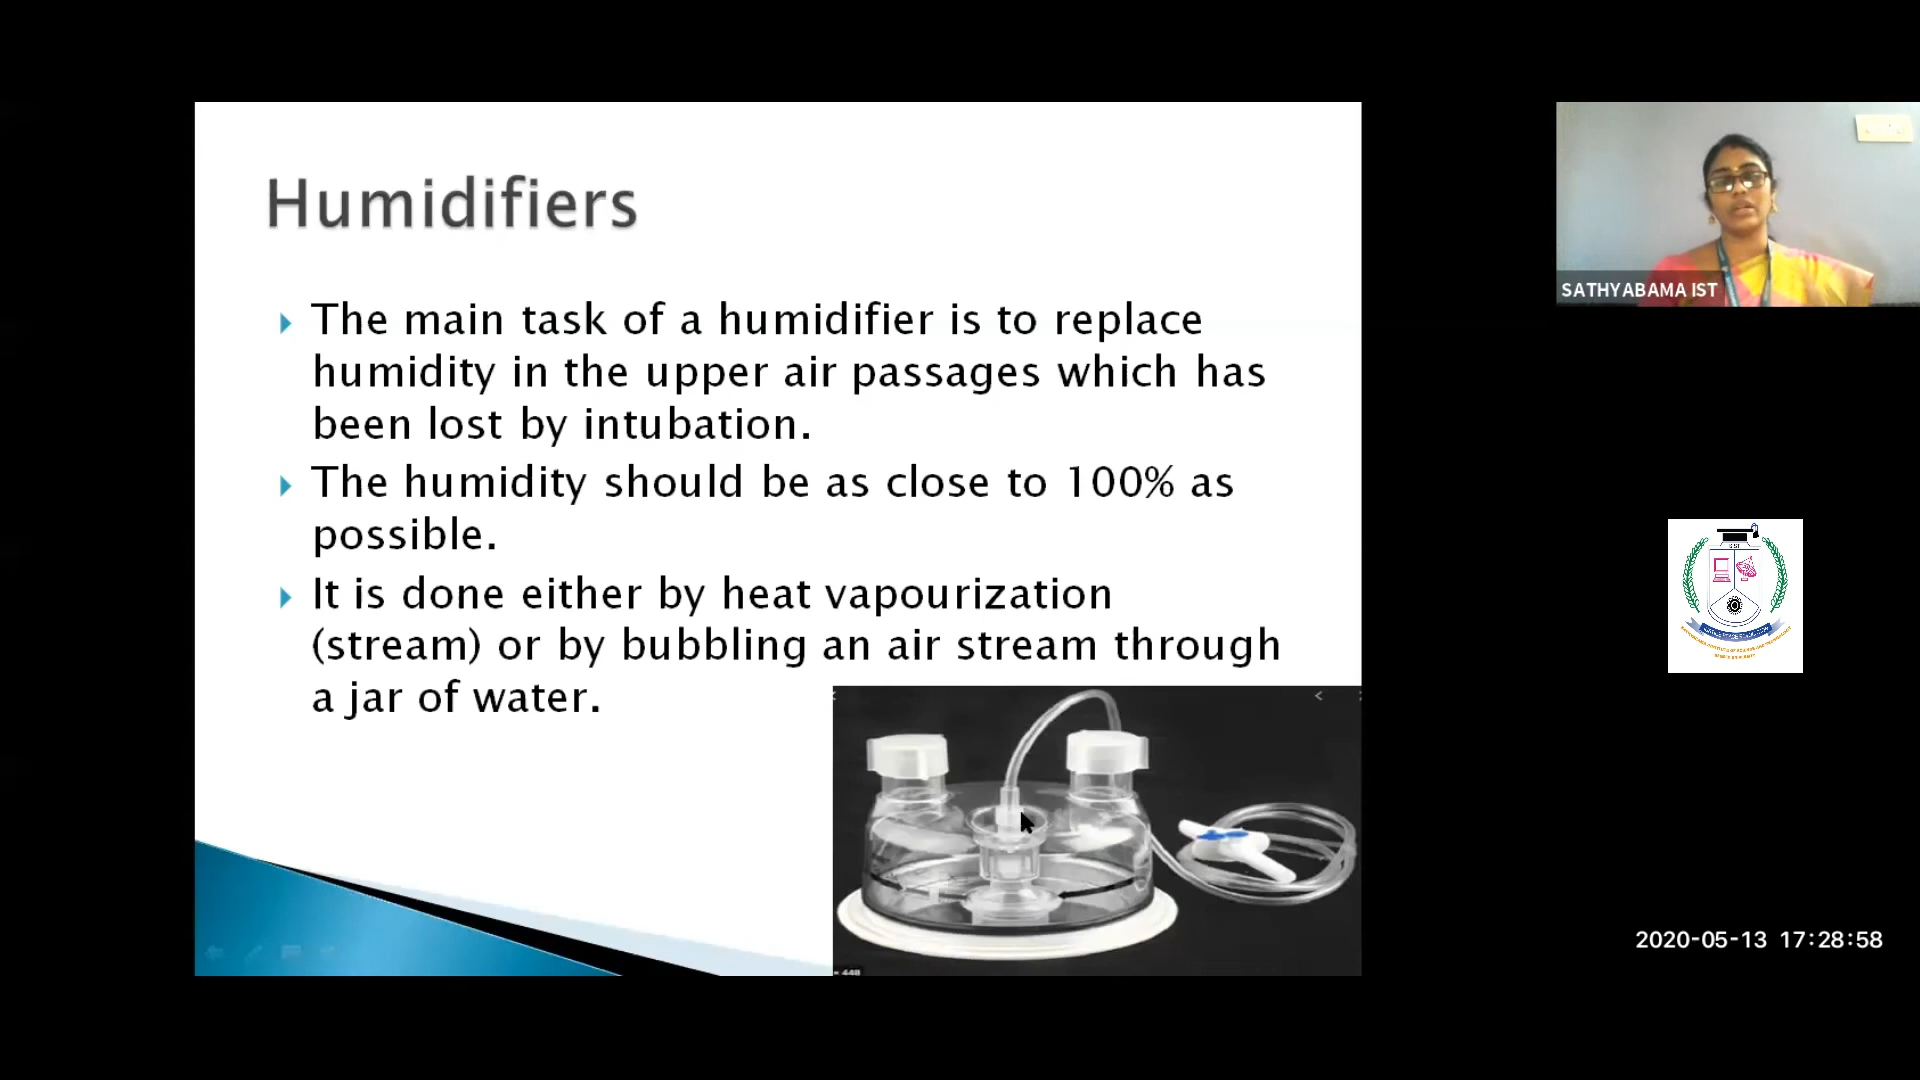 Humidifiers
The main task of a humidifier is to replace
humidity in the upper air passages which has
been lost by intubation.
The humidity should be as close to 100% as
possible.
It is done either by heat vapourization
(stream) or by bubbling an air stream through
a jar of water.
SATHYABAMA IST
2020-05-13 17:28:58